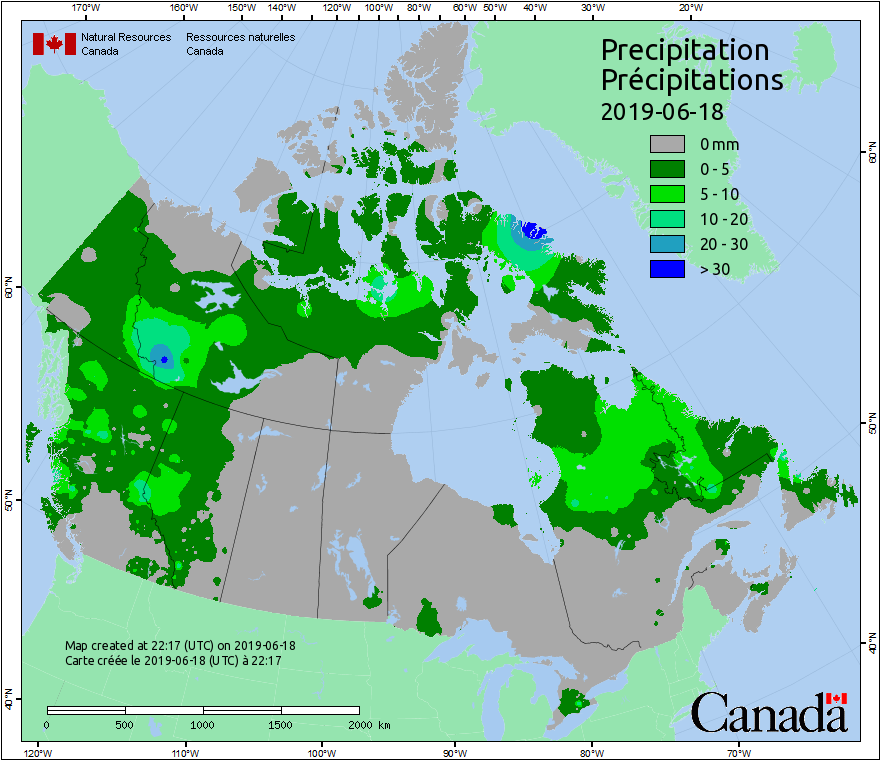 170°W 160°W 150°W 140°W 130°W 120°W 110°W 100°W 90°W 80°W 60°W 50°W 40°W 30°W 20°W
Natural Resources Ressources naturelles
Canada Canada
Precipitation
Précipitations
2019-06-18
0 mm
0 - 5
5 - 10
10 - 20
20 - 30
> 30
60°N
60°N
50°N
50°N
40°N
40°N
Map created at 22:17 (UTC) on 2019-06-18
Carte créée le 2019-06-18 (UTC) à 22:17
0 500 1000 1500 2000 km
Canada
120°W 110°W 100°W 90°W 80°W 70°W